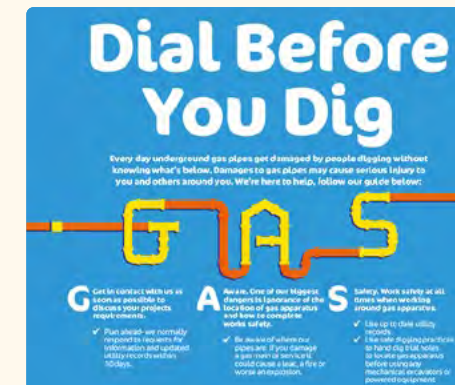 Dial Before
You Dig
Every day underground gas pipes get damaged by people digging without
knowing what's below. Damages to gas pipes may cause serious injury to
you and others around you. We're here to help, follow our guide below:
GAS
G
Get in contact with us as
soon as possible to
discuss your projects
requirements.
✓ Plan ahead- we normally
respond to requests for
information and updated
utility records within
10days.
A
Aware. One of our biggest
dangers is ignorance of the
location of gas apparatus
and how to complete
works safely.
✓ Be aware of where our
pipes are. If you damage
a gas main or service it
could cause a leak, a fire or
worse an explosion.
S
Safety. Work safely at all
times when working
around gas apparatus.
✓ Use up to date utility
records.
✓ Use safe digging practices
to hand dig trial holes
to locate gas apparatus
before using any
mechanical excavators or
powered equipment